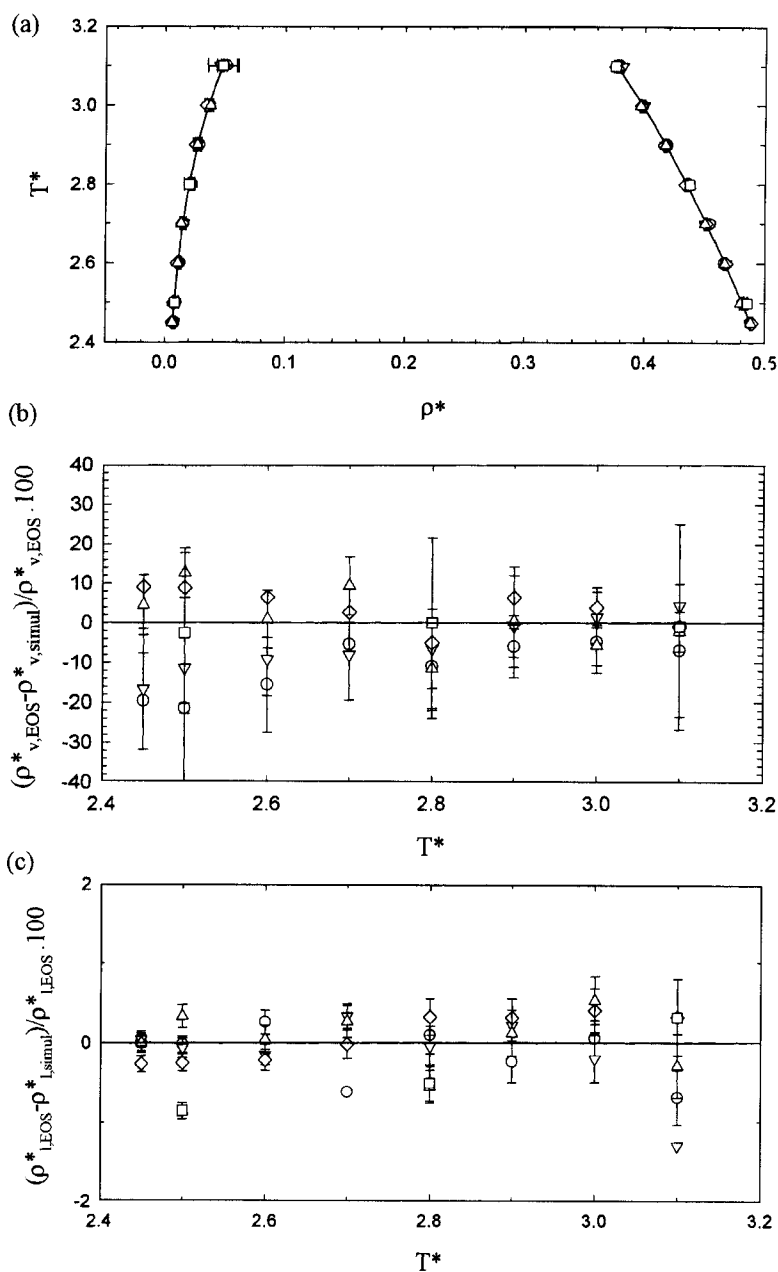 (a)
3.2
3.0
2.8
2.6
2.4
T*
0.0 0.1 0.2 0.3 0.4 0.5
ρ*
(b)
40
30
20
10
0
-10
-20
-30
-40
(ρ*v,EOS-ρ*v,simul)/ρ*v,EOS · 100
2.4 2.6 2.8 3.0 3.2
T*
(c)
2
0
-2
(ρ*l,EOS-ρ*l,simul)/ρ*l,EOS · 100
2.4 2.6 2.8 3.0 3.2
T*